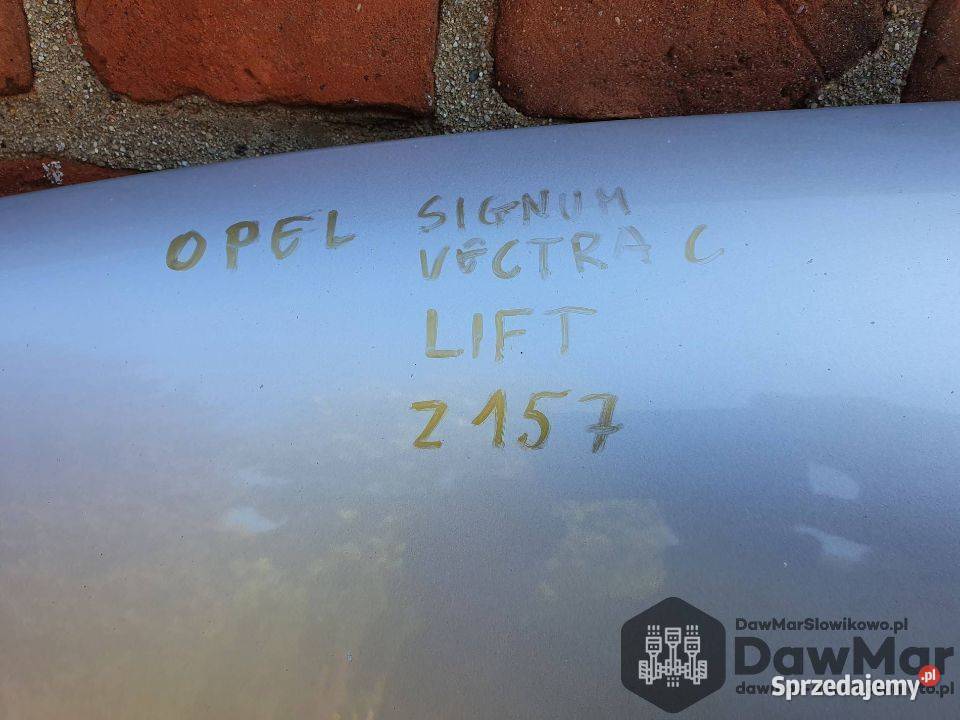 OPEL SIGNUM
VECTRA C
LIFT
Z157
DawMarSlowikowo.pl
DawMar
Sprzedajemy.pl